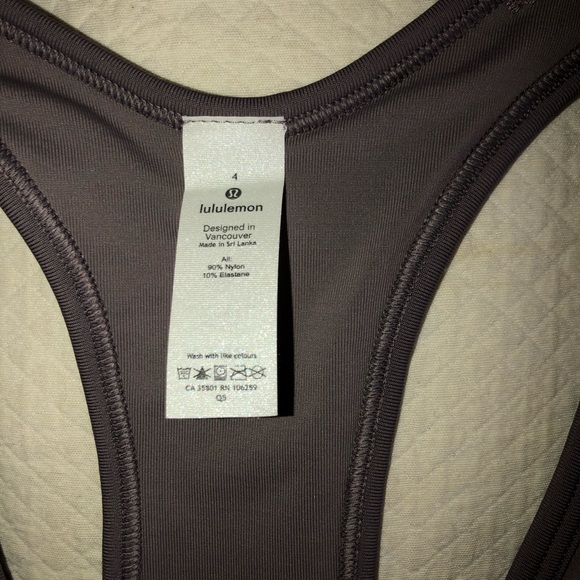 4
lululemon
Designed in
Vancouver
Made in Sri Lanka
All:
90% Nylon
10% Elastane
Wash with like colours
CA 35801 RN 106259
Q5